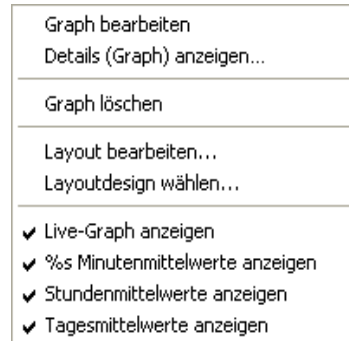 Graph bearbeiten
Details (Graph) anzeigen...
Graph löschen
Layout bearbeiten...
Layoutdesign wählen...
Live-Graph anzeigen
%s Minutenmittelwerte anzeigen
Stundenmittelwerte anzeigen
Tagesmittelwerte anzeigen